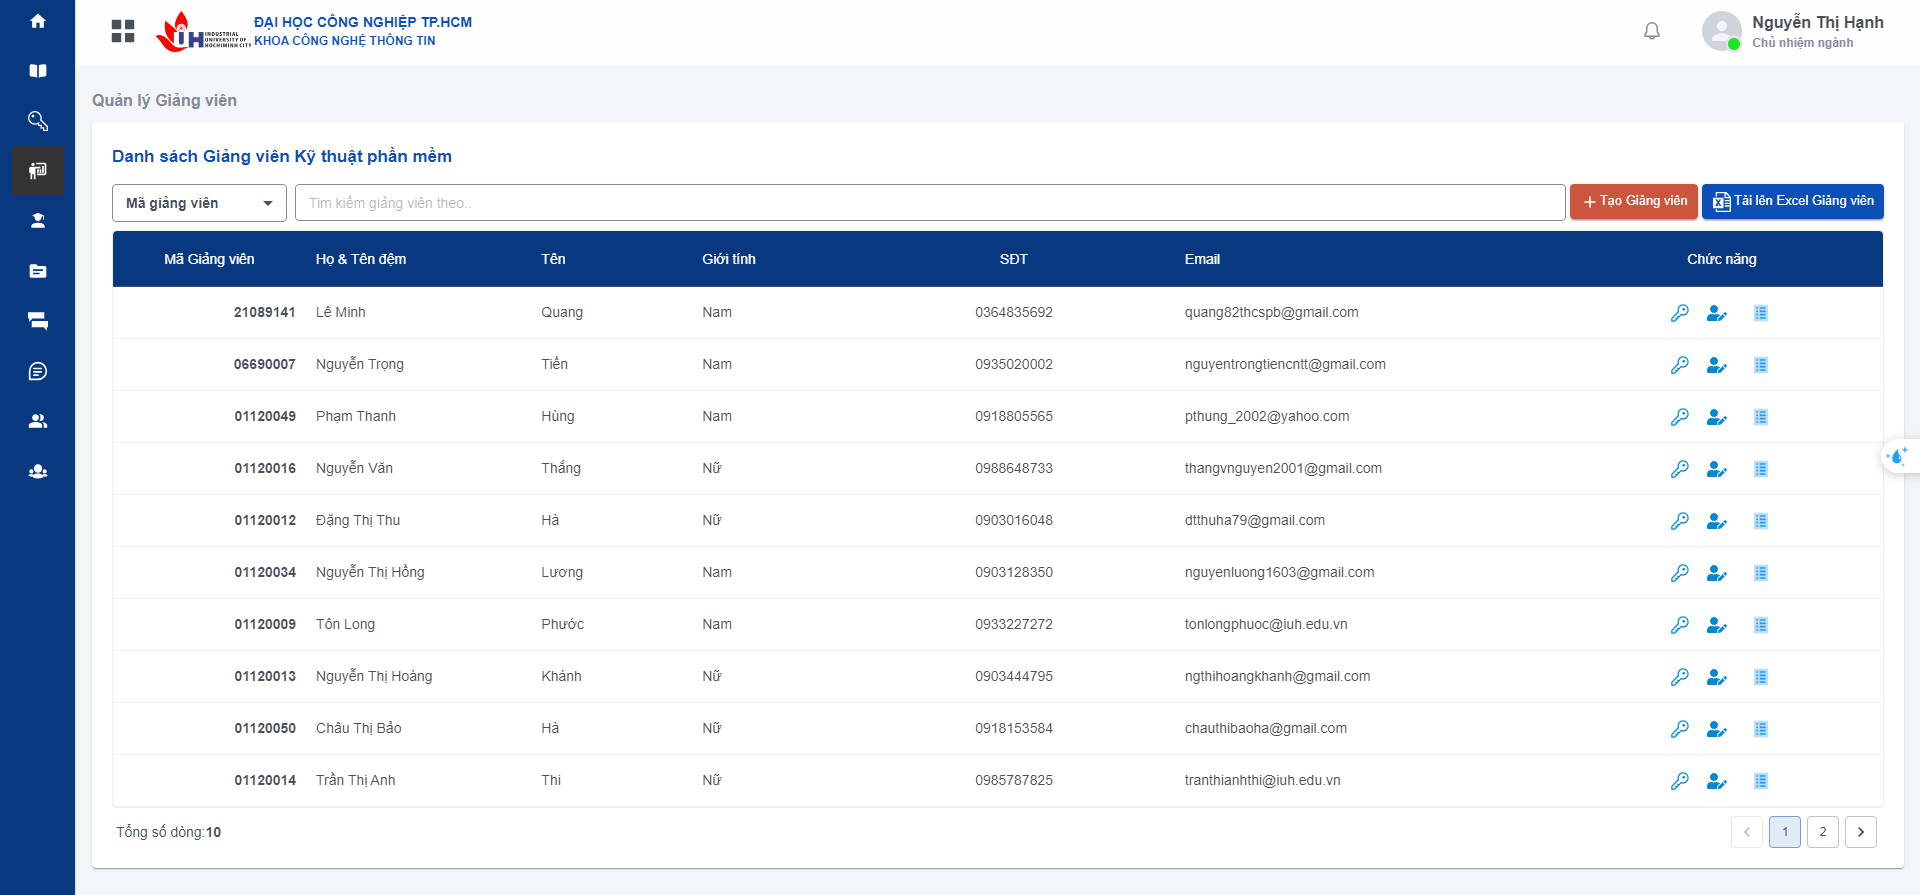 INDUSTRIAL
UNIVERSITY OF
HOCHIMINH CITY
ĐẠI HỌC CÔNG NGHIỆP TP.HCM
KHOA CÔNG NGHỆ THÔNG TIN
Nguyễn Thị Hạnh
Chủ nhiệm ngành
Quản lý Giảng viên
Danh sách Giảng viên Kỹ thuật phần mềm
Mã giảng viên Tìm kiếm giảng viên theo.. Tạo Giảng viên Tải lên Excel Giảng viên
Mã Giảng viên Họ & Tên đệm Tên Giới tính SĐT Email Chức năng
21089141 Lê Minh Quang Nam 0364835692 quang82thcspb@gmail.com
06690007 Nguyễn Trọng Tiến Nam 0935020002 nguyentrongtiencntt@gmail.com
01120049 Phạm Thanh Hùng Nam 0918805565 pthung_2002@yahoo.com
01120016 Nguyễn Văn Thắng Nữ 0988648733 thangvnguyen2001@gmail.com
01120012 Đặng Thị Thu Hà Nữ 0903016048 dtthuha79@gmail.com
01120034 Nguyễn Thị Hồng Lương Nam 0903128350 nguyenluong1603@gmail.com
01120009 Tôn Long Phước Nam 0933227272 tonlongphuoc@iuh.edu.vn
01120013 Nguyễn Thị Hoàng Khánh Nữ 0903444795 ngthihoangkhanh@gmail.com
01120050 Châu Thị Bảo Hà Nữ 0918153584 chauthibaoha@gmail.com
01120014 Trần Thị Anh Thi Nữ 0985787825 tranthianhthi@iuh.edu.vn
Tổng số dòng:10
1 2